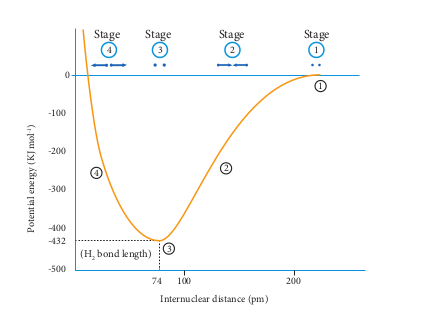 Stage Stage Stage Stage
4 3 2 1
0
1
-100
-200
4
2
-300
-400
-432
3
(H₂ bond length)
-500
74 100 200
Internuclear distance (pm)
Potential energy (KJ mol⁻¹)